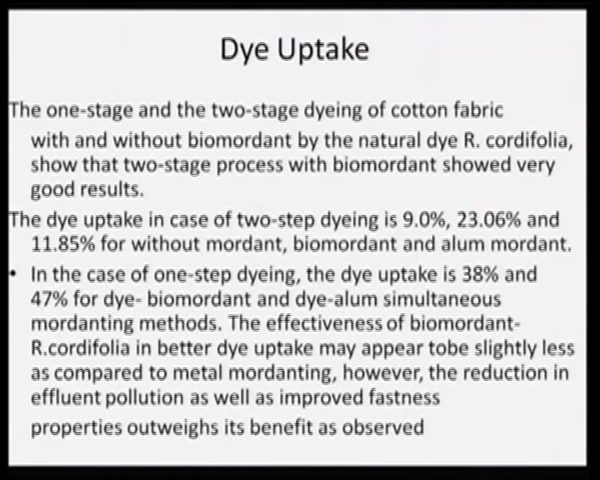 Dye Uptake
The one-stage and the two-stage dyeing of cotton fabric
with and without biomordant by the natural dye R. cordifolia,
show that two-stage process with biomordant showed very
good results.
The dye uptake in case of two-step dyeing is 9.0%, 23.06% and
11.85% for without mordant, biomordant and alum mordant.
• In the case of one-step dyeing, the dye uptake is 38% and
47% for dye- biomordant and dye-alum simultaneous
mordanting methods. The effectiveness of biomordant-
R.cordifolia in better dye uptake may appear tobe slightly less
as compared to metal mordanting, however, the reduction in
effluent pollution as well as improved fastness
properties outweighs its benefit as observed